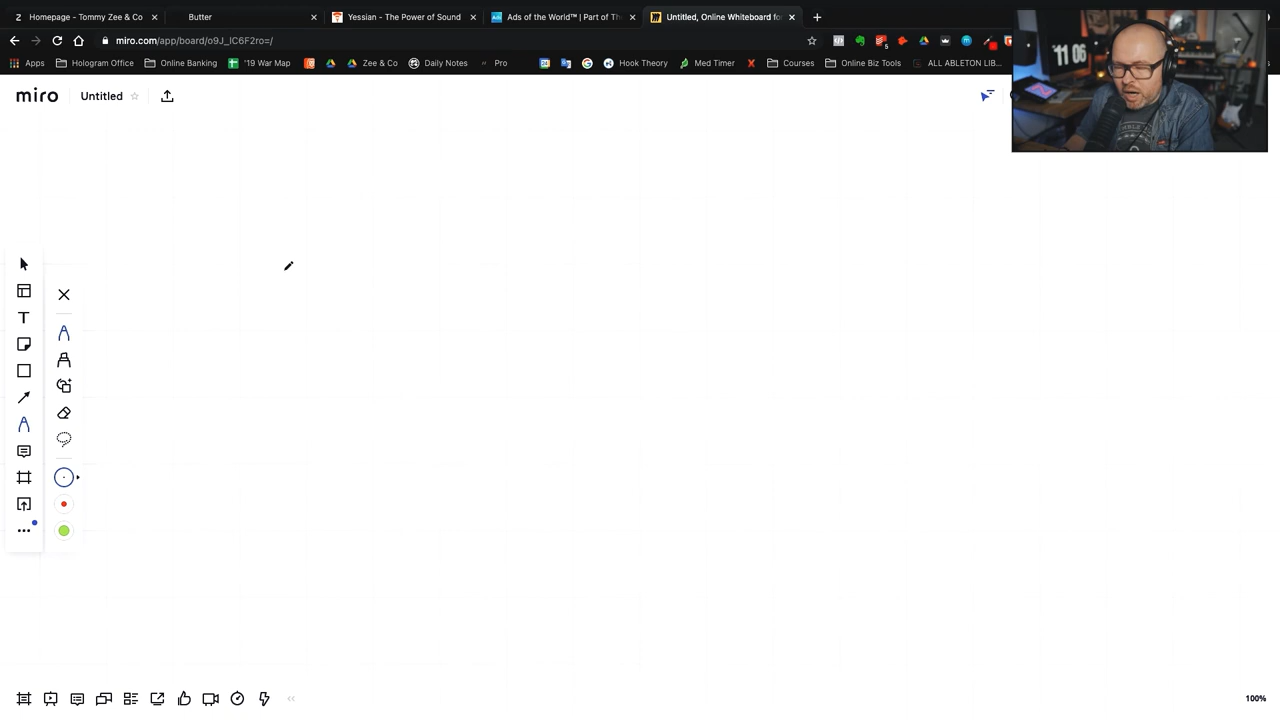 Homepage - Tommy Zee & Co
Butter
Yessian - The Power of Sound
Ads of the World™ | Part of Th
Untitled, Online Whiteboard fo
miro.com/app/board/o9J_lC6F2ro=/
Apps
Hologram Office
Online Banking
'19 War Map
Zee & Co
Daily Notes
Pro
Hook Theory
Med Timer
Courses
Online Biz Tools
ALL ABLETON LIB...
miro
Untitled
11 06
100%